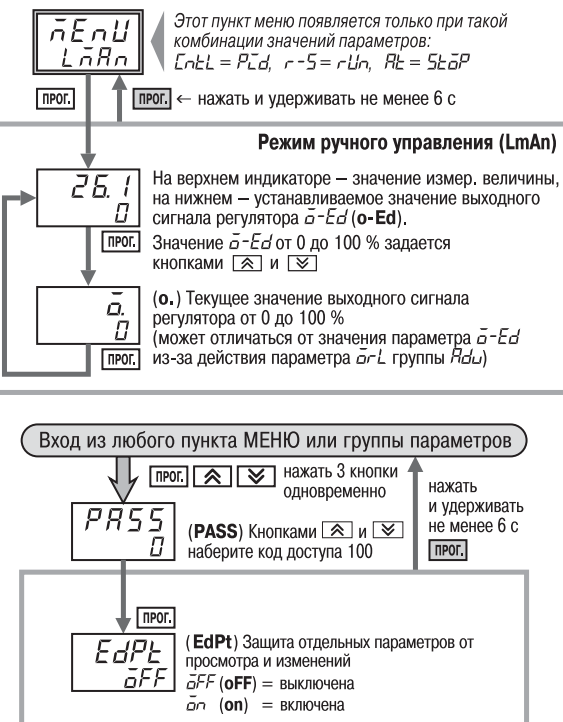 mEnU
LmAn
Этот пункт меню появляется только при такой
комбинации значений параметров:
CntL = PId, r-S = rUn, At = StoP
ПРОГ.
ПРОГ. ← нажать и удерживать не менее 6 с
Режим ручного управления (LmAn)
26.1
0
На верхнем индикаторе – значение измер. величины,
на нижнем – устанавливаемое значение выходного
сигнала регулятора o-Ed (o-Ed).
ПРОГ.
Значение o-Ed от 0 до 100 % задается
кнопками и
o.
0
(o.) Текущее значение выходного сигнала
регулятора от 0 до 100 %
(может отличаться от значения параметра o-Ed
из-за действия параметра orL группы Adu)
ПРОГ.
Вход из любого пункта МЕНЮ или группы параметров
ПРОГ.
нажать 3 кнопки
одновременно
нажать
и удерживать
не менее 6 с
ПРОГ.
PASS
0
(PASS) Кнопками и
наберите код доступа 100
ПРОГ.
EdPt
oFF
(EdPt) Защита отдельных параметров от
просмотра и изменений
oFF (oFF) = выключена
on (on) = включена